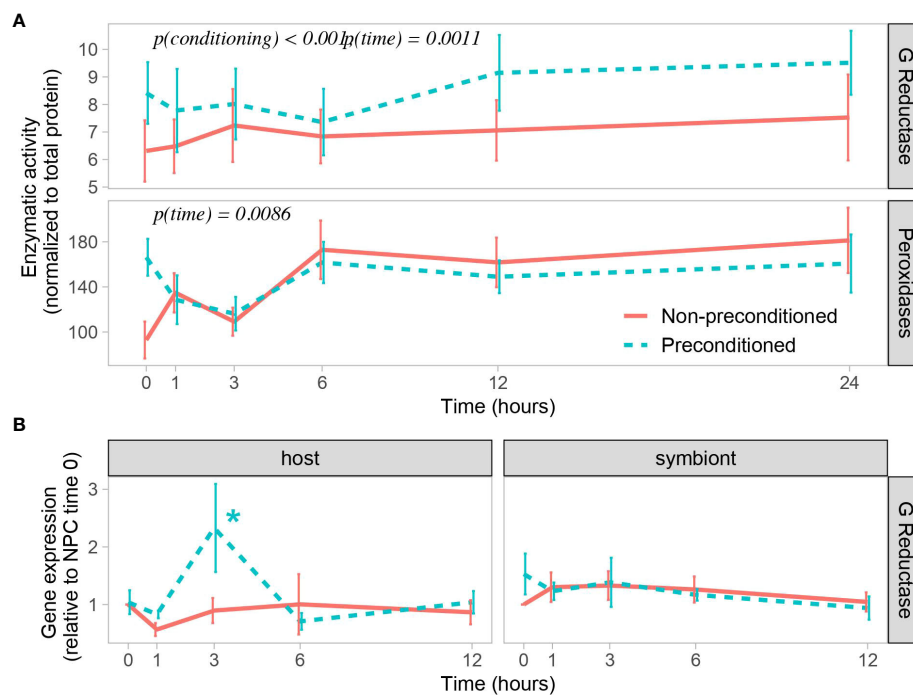 A
p(conditioning) < 0.001, p(time) = 0.0011
10
9
8
7
6
5
G Reductase
p(time) = 0.0086
180
140
100
Peroxidases
Enzymatic activity
(normalized to total protein)
Non-preconditioned
Preconditioned
0 1 3 6 12 24
Time (hours)
B
host symbiont
3
2
1
*
G Reductase
Gene expression
(relative to NPC time 0)
0 1 3 6 12 0 1 3 6 12
Time (hours) Time (hours)